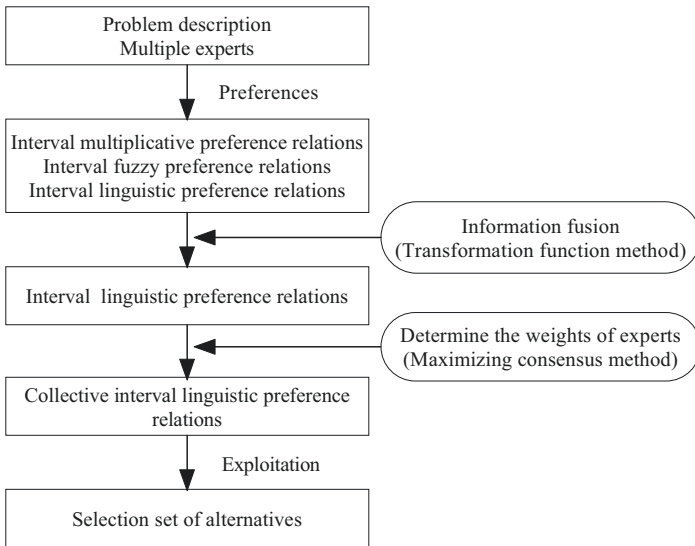 Problem description
Multiple experts
Preferences
Interval multiplicative preference relations
Interval fuzzy preference relations
Interval linguistic preference relations
Information fusion
(Transformation function method)
Interval linguistic preference relations
Determine the weights of experts
(Maximizing consensus method)
Collective interval linguistic preference
relations
Exploitation
Selection set of alternatives